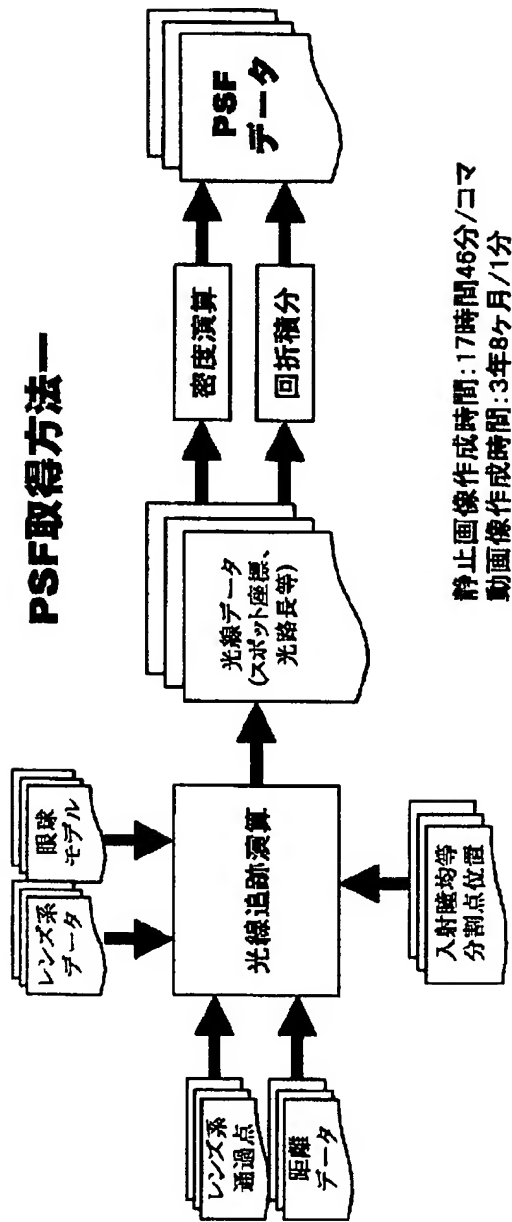 PSF取得方法一
レンズ系
データ
眼球
モデル
レンズ系
通過点
距離
データ
光線追跡演算
入射瞳均等
分割点位置
光線データ
(スポット座標、
光路長等)
密度演算
回折積分
PSF
データ
静止画像作成時間:17時間46分/コマ
動画像作成時間:3年8ヶ月/1分